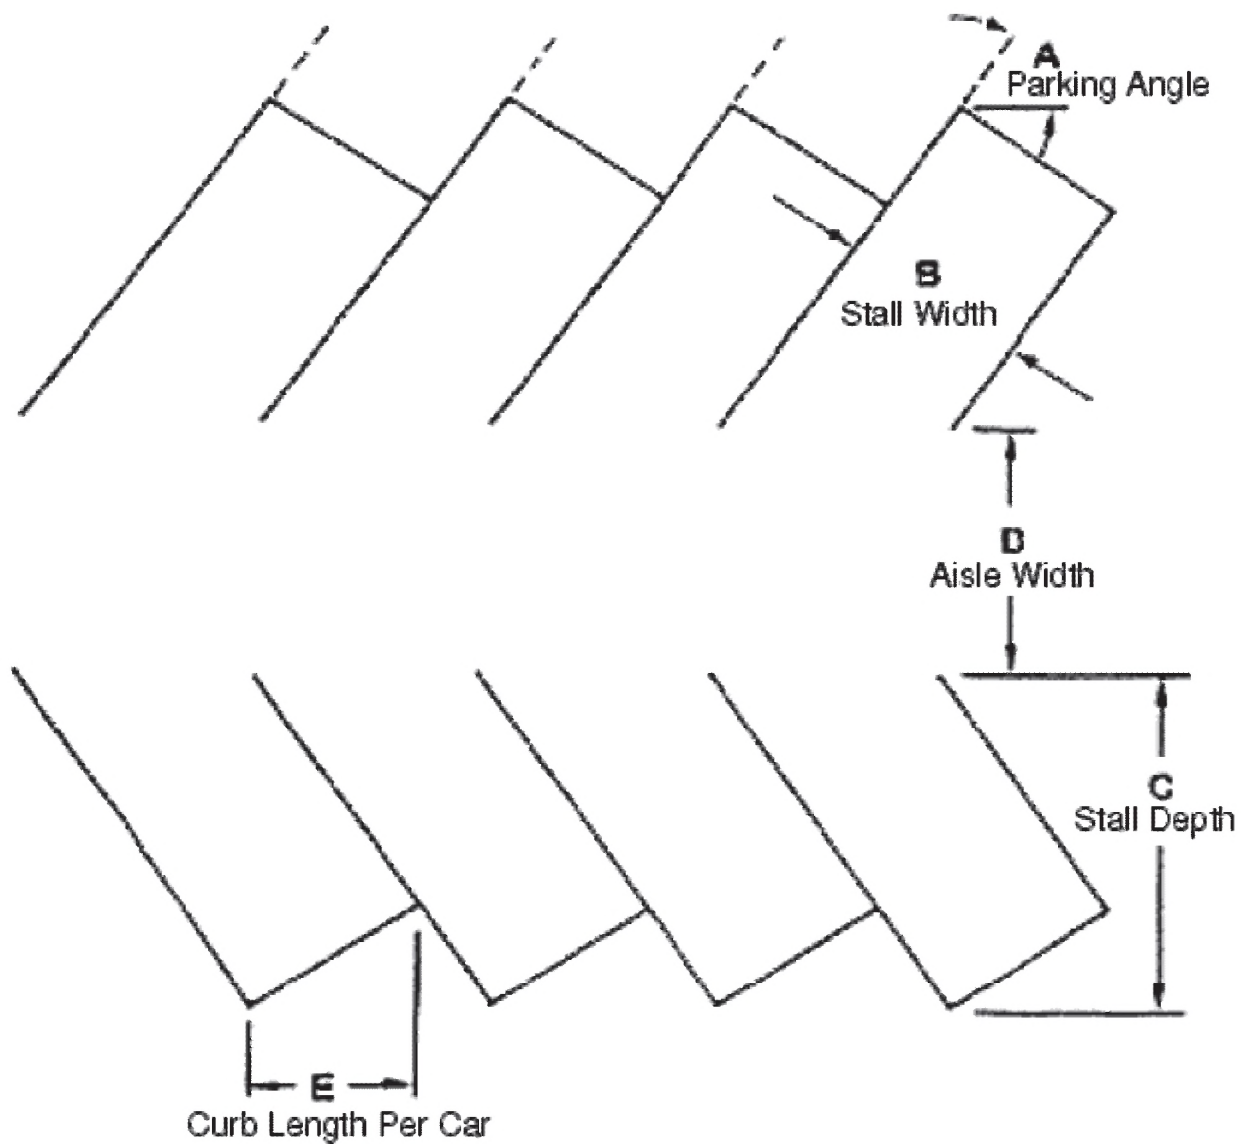 A
Parking Angle
B
Stall Width
D
Aisle Width
C
Stall Depth
E
Curb Length Per Car